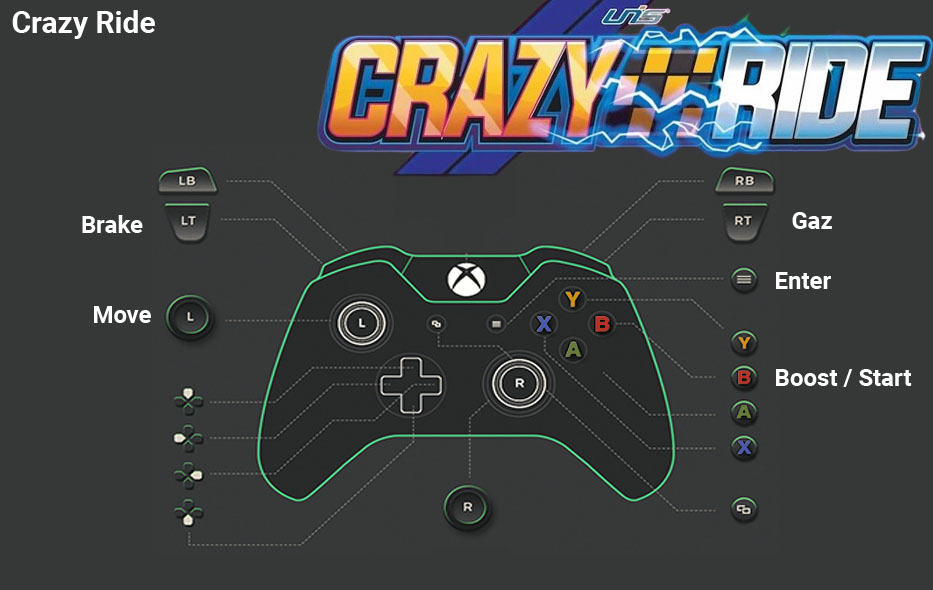 Crazy Ride
UNIS
CRAZY RIDE
LB
RB
Brake
LT
RT
Gaz
Enter
Move
L
L
Y
X
B
A
Y
R
B
Boost / Start
A
X
R